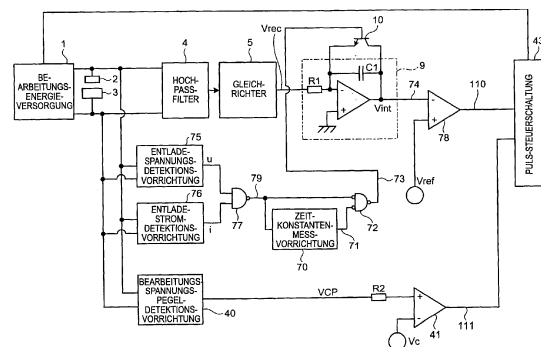 1
BE-
ARBEITUNGS-
ENERGIE-
VERSORGUNG
2
3
4
HOCH-
PASS-
FILTER
5
GLEICH-
RICHTER
Vrec
R1
10
9
C1
Vint
74
78
110
Vref
43
PULS-STEUERSCHALTUNG
75
ENTLADE-
SPANNUNGS-
DETEKTIONS-
VORRICHTUNG
u
76
ENTLADE-
STROM-
DETEKTIONS-
VORRICHTUNG
i
77
79
ZEIT-
KONSTANTEN-
MESS-
VORRICHTUNG
70
71
72
73
BEARBEITUNGS-
SPANNUNGS-
PEGEL-
DETEKTIONS-
VORRICHTUNG
40
VCP
R2
41
Vc
111